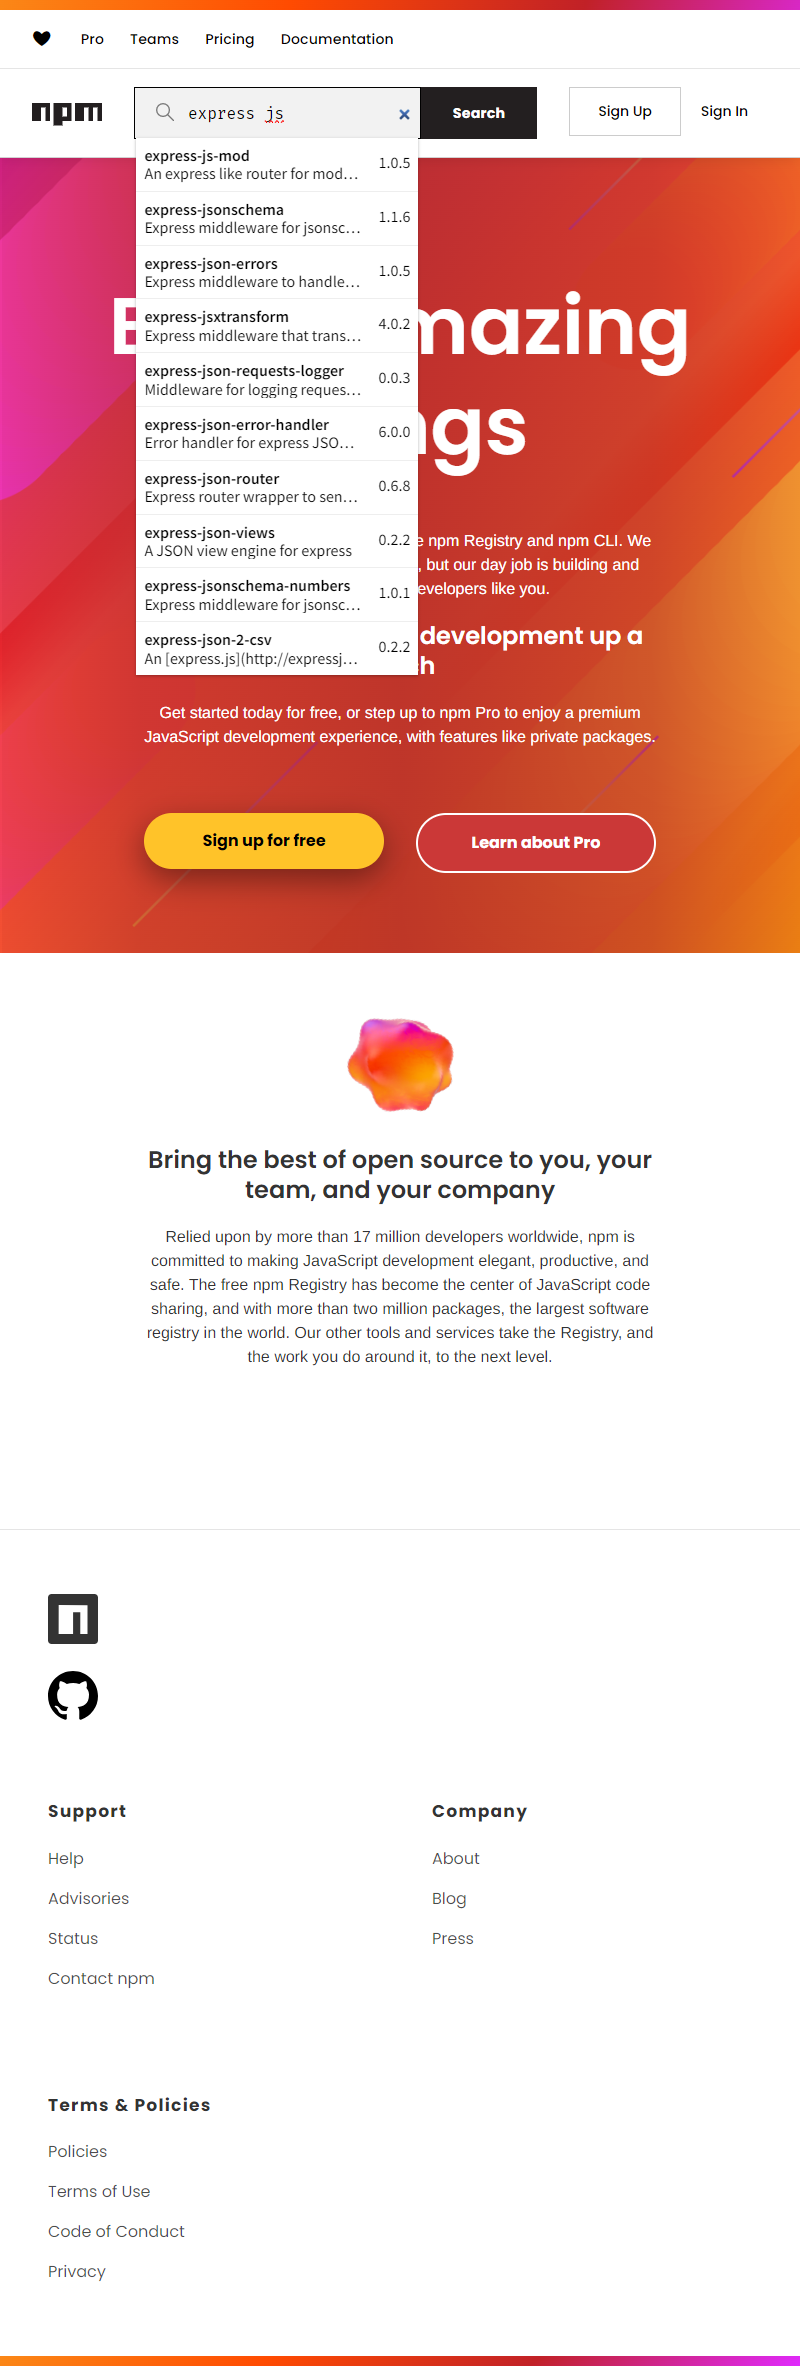 Pro Teams Pricing Documentation
npm express js × Search Sign Up Sign In
express-js-mod
An express like router for mod… 1.0.5
express-jsonschema
Express middleware for jsonsc… 1.1.6
express-json-errors
Express middleware to handle… 1.0.5
express-jsxtransform
Express middleware that trans… 4.0.2
express-json-requests-logger
Middleware for logging reques… 0.0.3
express-json-error-handler
Error handler for express JSO… 6.0.0
express-json-router
Express router wrapper to sen… 0.6.8
express-json-views
A JSON view engine for express 0.2.2
express-jsonschema-numbers
Express middleware for jsonsc… 1.0.1
express-json-2-csv
An [express.js](http://expressj… 0.2.2
mazing
gs
npm Registry and npm CLI. We
, but our day job is building and
evelopers like you.
development up a
Get started today for free, or step up to npm Pro to enjoy a premium
JavaScript development experience, with features like private packages.
Sign up for free Learn about Pro
Bring the best of open source to you, your
team, and your company
Relied upon by more than 17 million developers worldwide, npm is
committed to making JavaScript development elegant, productive, and
safe. The free npm Registry has become the center of JavaScript code
sharing, and with more than two million packages, the largest software
registry in the world. Our other tools and services take the Registry, and
the work you do around it, to the next level.
Support
Help
Advisories
Status
Contact npm
Company
About
Blog
Press
Terms & Policies
Policies
Terms of Use
Code of Conduct
Privacy